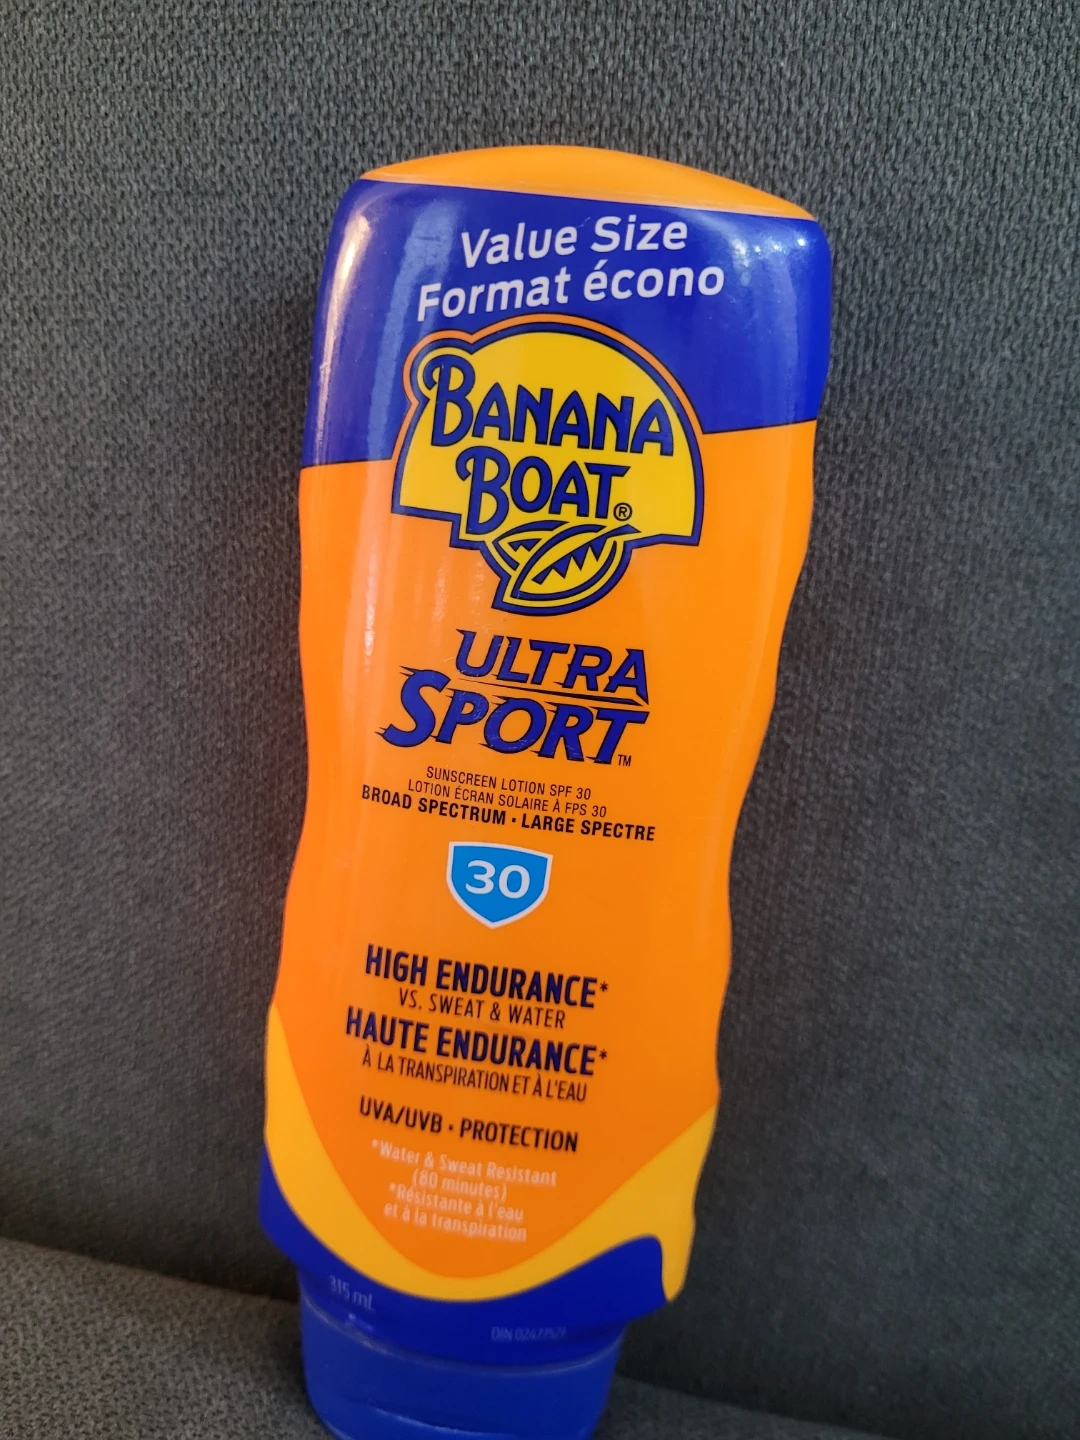 Value Size
Format écono
BANANA
BOAT®
ULTRA
SPORT™
SUNSCREEN LOTION SPF 30
LOTION ÉCRAN SOLAIRE À FPS 30
BROAD SPECTRUM • LARGE SPECTRE
30
HIGH ENDURANCE*
VS. SWEAT & WATER
HAUTE ENDURANCE*
À LA TRANSPIRATION ET À L'EAU
UVA/UVB • PROTECTION
*Water & Sweat Resistant
(80 minutes)
*Résistante à l'eau
et à la transpiration
315 mL
DIN